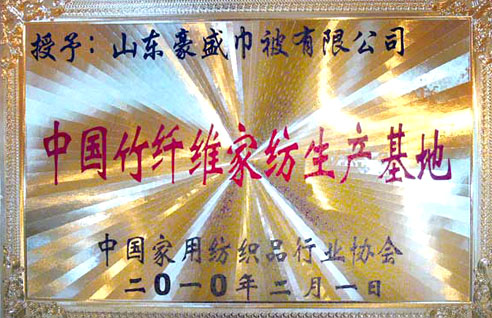 授予：山东豪盛巾被有限公司
中国竹纤维家纺生产基地
中国家用纺织品行业协会
二〇一〇年二月一日